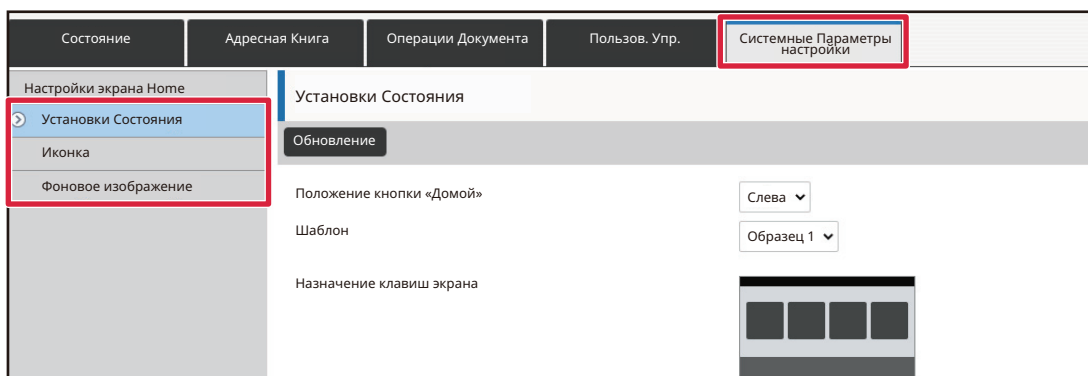 Состояние
Адресная Книга
Операции Документа
Пользов. Упр.
Системные Параметры
настройки
Настройки экрана Home
Установки Состояния
Иконка
Фоновое изображение
Установки Состояния
Обновление
Положение кнопки «Домой»
Слева
Шаблон
Образец 1
Назначение клавиш экрана